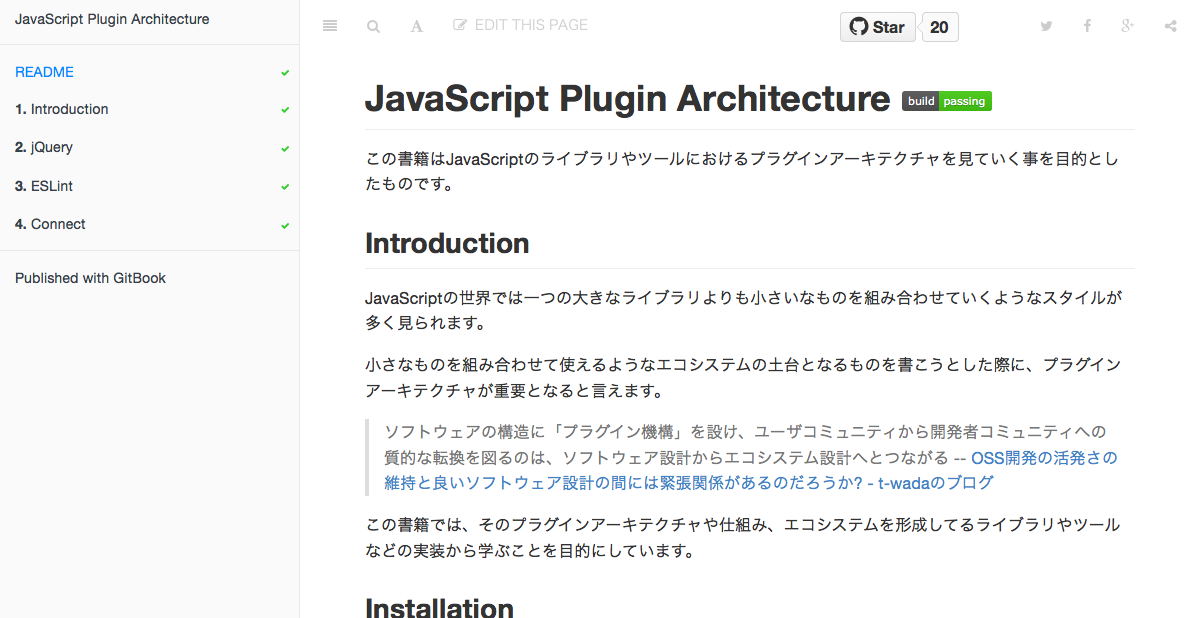 JavaScript Plugin Architecture
README
1. Introduction
2. jQuery
3. ESLint
4. Connect
Published with GitBook
A
EDIT THIS PAGE
Star
20
JavaScript Plugin Architecture
build passing
この書籍はJavaScriptのライブラリやツールにおけるプラグインアーキテクチャを見ていく事を目的とし
たものです。
Introduction
JavaScriptの世界では一つの大きなライブラリよりも小さいなものを組み合わせていくようなスタイルが
多く見られます。
小さなものを組み合わせて使えるようなエコシステムの土台となるものを書こうとした際に、プラグイン
アーキテクチャが重要となると言えます。
ソフトウェアの構造に「プラグイン機構」を設け、ユーザコミュニティから開発者コミュニティへの
質的な転換を図るのは、ソフトウェア設計からエコシステム設計へとつながる -- OSS開発の活発さの
維持と良いソフトウェア設計の間には緊張関係があるのだろうか? - t-wadaのブログ
この書籍では、そのプラグインアーキテクチャや仕組み、エコシステムを形成してるライブラリやツール
などの実装から学ぶことを目的にしています。
Installation